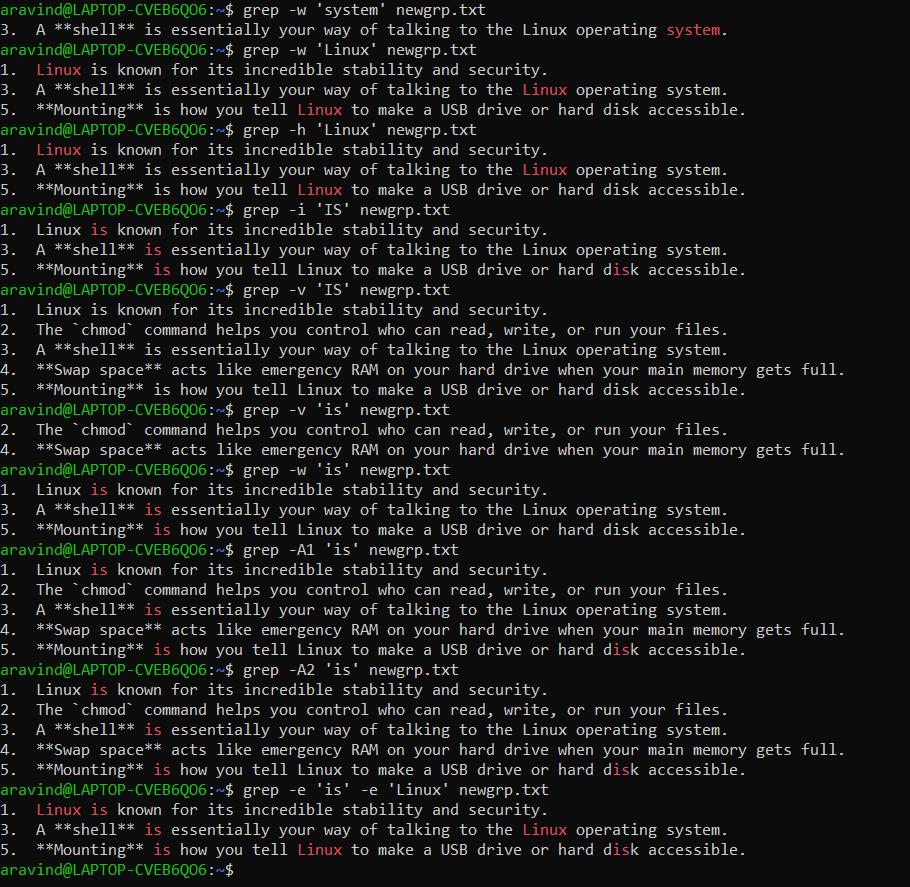 aravind@LAPTOP-CVEB6QO6:~$ grep -w 'system' newgrp.txt
3.  A **shell** is essentially your way of talking to the Linux operating system.
aravind@LAPTOP-CVEB6QO6:~$ grep -w 'Linux' newgrp.txt
1.  Linux is known for its incredible stability and security.
3.  A **shell** is essentially your way of talking to the Linux operating system.
5.  **Mounting** is how you tell Linux to make a USB drive or hard disk accessible.
aravind@LAPTOP-CVEB6QO6:~$ grep -h 'Linux' newgrp.txt
1.  Linux is known for its incredible stability and security.
3.  A **shell** is essentially your way of talking to the Linux operating system.
5.  **Mounting** is how you tell Linux to make a USB drive or hard disk accessible.
aravind@LAPTOP-CVEB6QO6:~$ grep -i 'IS' newgrp.txt
1.  Linux is known for its incredible stability and security.
3.  A **shell** is essentially your way of talking to the Linux operating system.
5.  **Mounting** is how you tell Linux to make a USB drive or hard disk accessible.
aravind@LAPTOP-CVEB6QO6:~$ grep -v 'IS' newgrp.txt
1.  Linux is known for its incredible stability and security.
2.  The `chmod` command helps you control who can read, write, or run your files.
3.  A **shell** is essentially your way of talking to the Linux operating system.
4.  **Swap space** acts like emergency RAM on your hard drive when your main memory gets full.
5.  **Mounting** is how you tell Linux to make a USB drive or hard disk accessible.
aravind@LAPTOP-CVEB6QO6:~$ grep -v 'is' newgrp.txt
2.  The `chmod` command helps you control who can read, write, or run your files.
4.  **Swap space** acts like emergency RAM on your hard drive when your main memory gets full.
aravind@LAPTOP-CVEB6QO6:~$ grep -w 'is' newgrp.txt
1.  Linux is known for its incredible stability and security.
3.  A **shell** is essentially your way of talking to the Linux operating system.
5.  **Mounting** is how you tell Linux to make a USB drive or hard disk accessible.
aravind@LAPTOP-CVEB6QO6:~$ grep -A1 'is' newgrp.txt
1.  Linux is known for its incredible stability and security.
2.  The `chmod` command helps you control who can read, write, or run your files.
3.  A **shell** is essentially your way of talking to the Linux operating system.
4.  **Swap space** acts like emergency RAM on your hard drive when your main memory gets full.
5.  **Mounting** is how you tell Linux to make a USB drive or hard disk accessible.
aravind@LAPTOP-CVEB6QO6:~$ grep -A2 'is' newgrp.txt
1.  Linux is known for its incredible stability and security.
2.  The `chmod` command helps you control who can read, write, or run your files.
3.  A **shell** is essentially your way of talking to the Linux operating system.
4.  **Swap space** acts like emergency RAM on your hard drive when your main memory gets full.
5.  **Mounting** is how you tell Linux to make a USB drive or hard disk accessible.
aravind@LAPTOP-CVEB6QO6:~$ grep -e 'is' -e 'Linux' newgrp.txt
1.  Linux is known for its incredible stability and security.
3.  A **shell** is essentially your way of talking to the Linux operating system.
5.  **Mounting** is how you tell Linux to make a USB drive or hard disk accessible.
aravind@LAPTOP-CVEB6QO6:~$